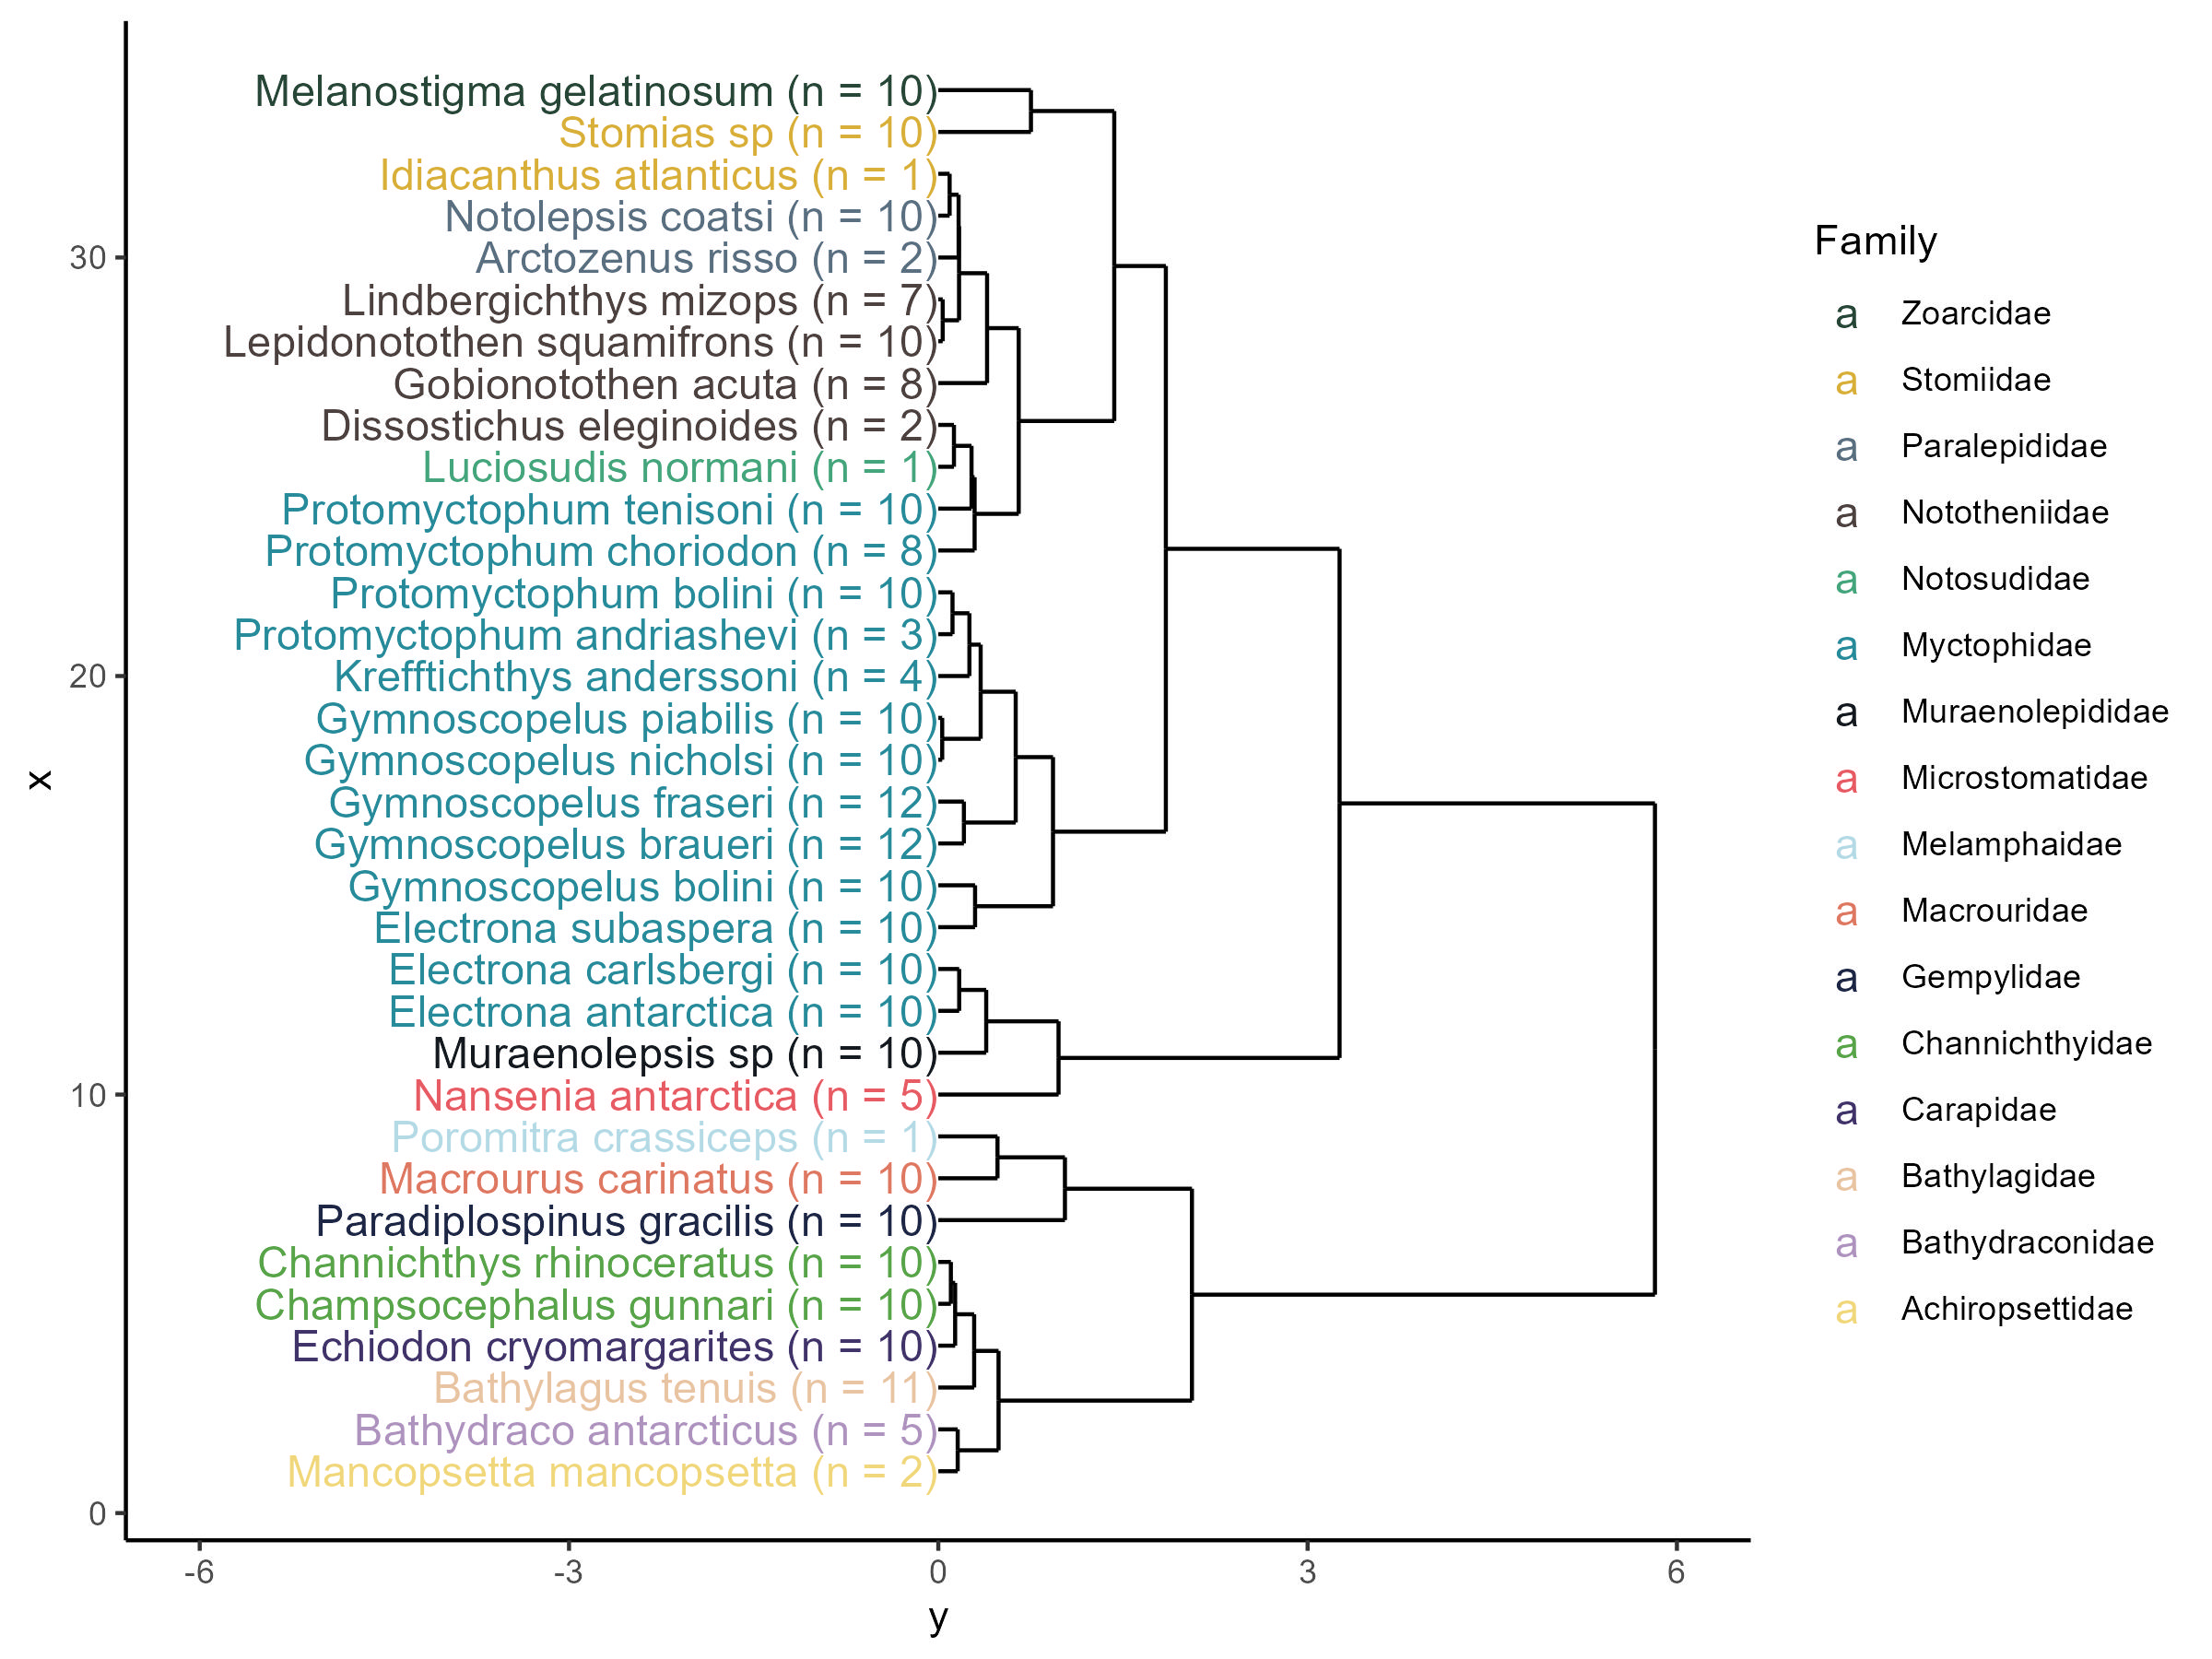 Melanostigma gelatinosum (n = 10)
Stomias sp (n = 10)
Idiacanthus atlanticus (n = 1)
Notolepsis coatsi (n = 10)
Arctozenus risso (n = 2)
Lindbergichthys mizops (n = 7)
Lepidonotothen squamifrons (n = 10)
Gobionotothen acuta (n = 8)
Dissostichus eleginoides (n = 2)
Luciosudis normani (n = 1)
Protomyctophum tenisoni (n = 10)
Protomyctophum choriodon (n = 8)
Protomyctophum bolini (n = 10)
Protomyctophum andriashevi (n = 3)
Krefftichthys anderssoni (n = 4)
Gymnoscopelus piabilis (n = 10)
Gymnoscopelus nicholsi (n = 10)
Gymnoscopelus fraseri (n = 12)
Gymnoscopelus braueri (n = 12)
Gymnoscopelus bolini (n = 10)
Electrona subaspera (n = 10)
Electrona carlsbergi (n = 10)
Electrona antarctica (n = 10)
Muraenolepsis sp (n = 10)
Nansenia antarctica (n = 5)
Poromitra crassiceps (n = 1)
Macrourus carinatus (n = 10)
Paradiplospinus gracilis (n = 10)
Channichthys rhinoceratus (n = 10)
Champsocephalus gunnari (n = 10)
Echiodon cryomargarites (n = 10)
Bathylagus tenuis (n = 11)
Bathydraco antarcticus (n = 5)
Mancopsetta mancopsetta (n = 2)
30
20
10
0
x
-6 -3 0 3 6
y
Family
a Zoarcidae
a Stomiidae
a Paralepididae
a Nototheniidae
a Notosudidae
a Myctophidae
a Muraenolepididae
a Microstomatidae
a Melamphaidae
a Macrouridae
a Gempylidae
a Channichthyidae
a Carapidae
a Bathylagidae
a Bathydraconidae
a Achiropsettidae